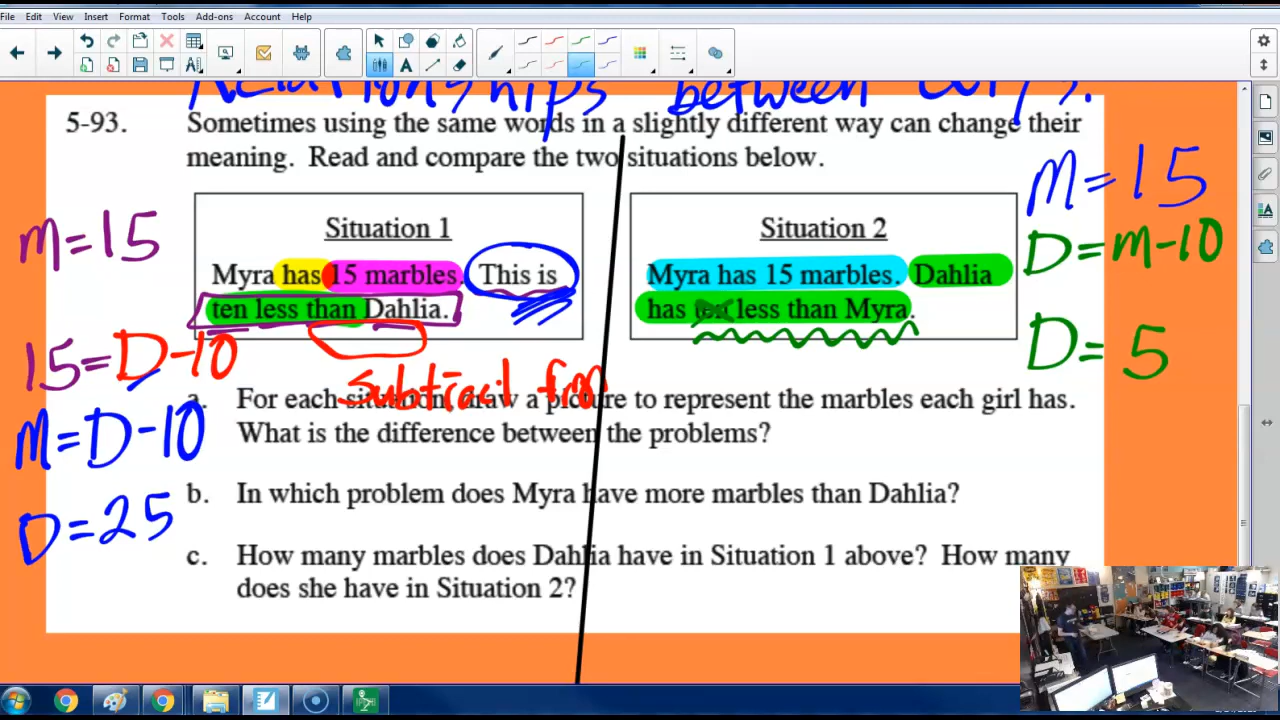 File Edit View Insert Format Tools Add-ons Account Help
Relationships between
5-93. Sometimes using the same words in a slightly different way can change their
meaning. Read and compare the two situations below.
Situation 1
Myra has 15 marbles. This is
ten less than Dahlia.
Situation 2
Myra has 15 marbles. Dahlia
has ten less than Myra.
m=15
15=D-10
m=D-10
D=25
subtract from
M=15
D=m-10
D=5
a. For each situation, draw a picture to represent the marbles each girl has.
What is the difference between the problems?
b. In which problem does Myra have more marbles than Dahlia?
c. How many marbles does Dahlia have in Situation 1 above? How many
does she have in Situation 2?